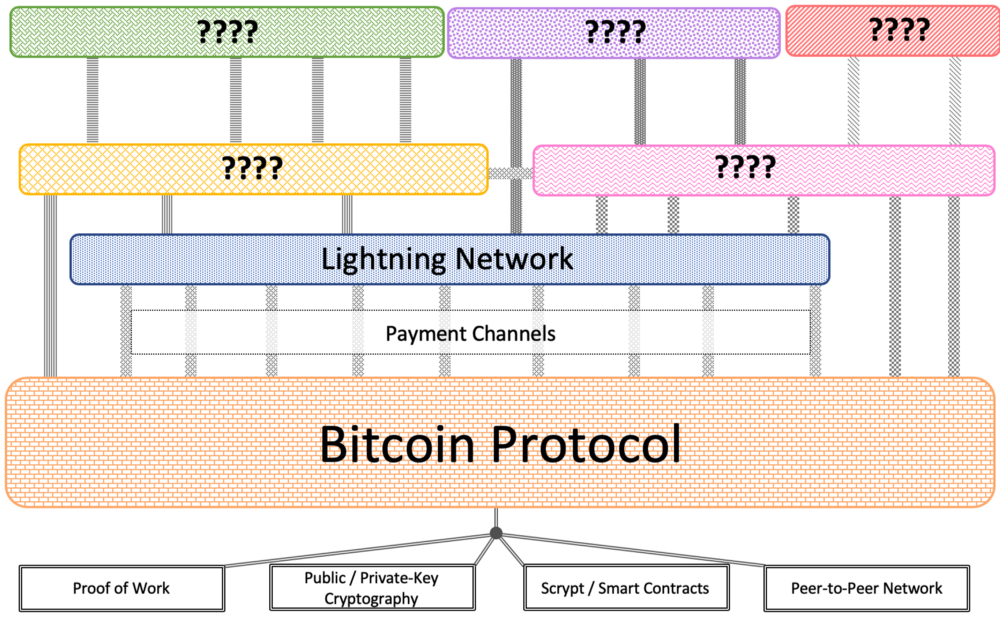 ????
????
????
????
????
Lightning Network
Payment Channels
Bitcoin Protocol
Proof of Work
Public / Private-Key
Cryptography
Scrypt / Smart Contracts
Peer-to-Peer Network